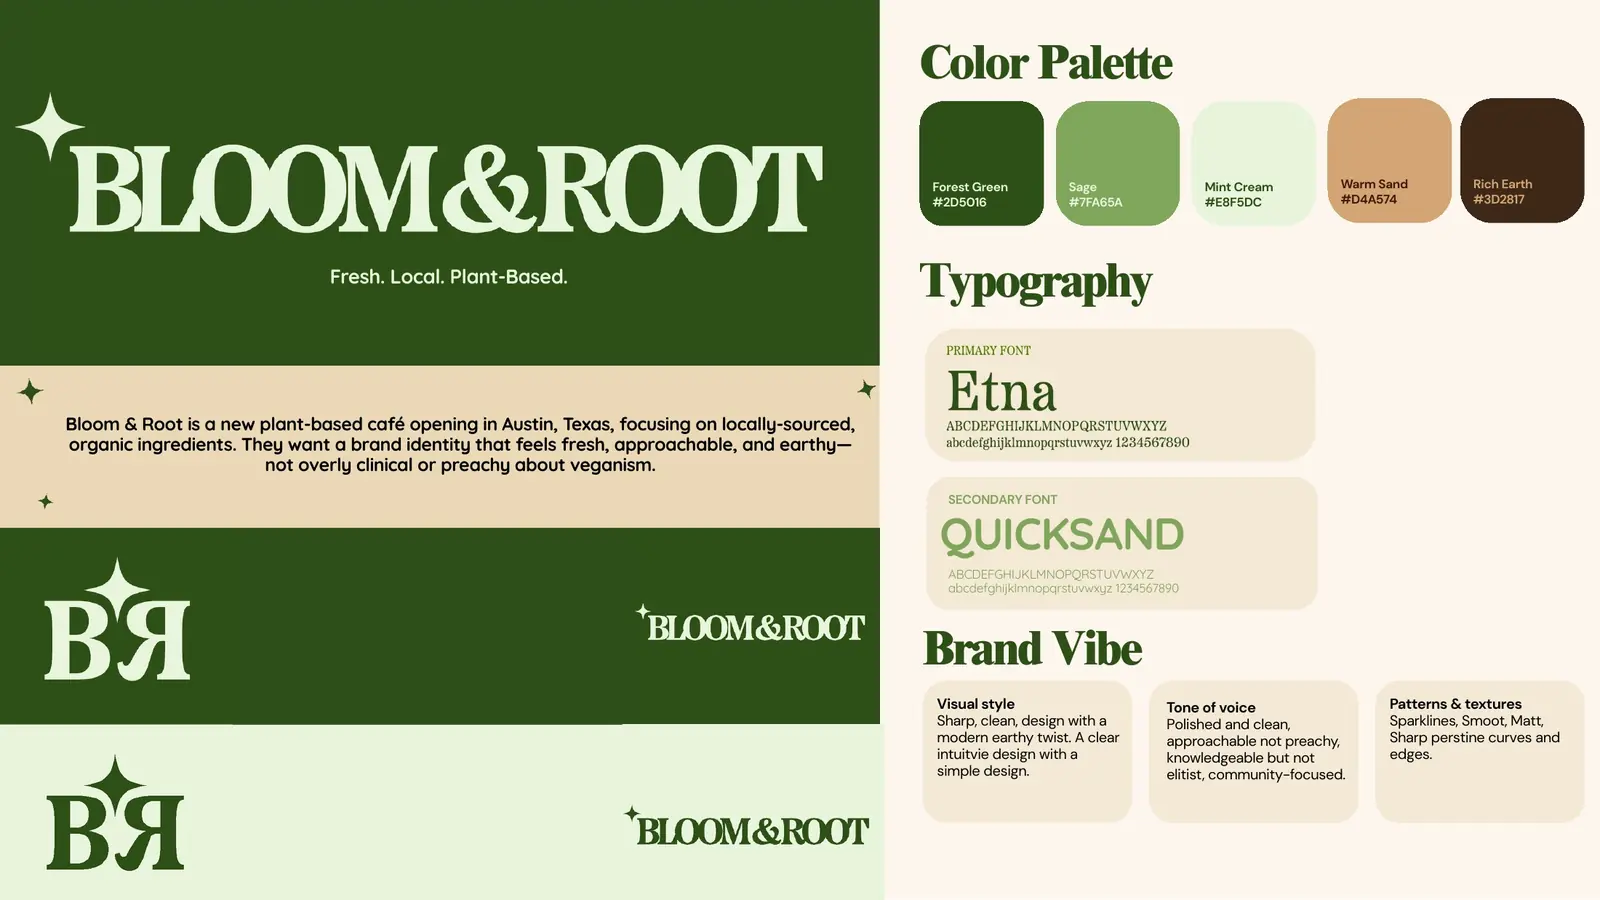 BLOOM & ROOT
Fresh. Local. Plant-Based.
Bloom & Root is a new plant-based café opening in Austin, Texas, focusing on locally-sourced,
organic ingredients. They want a brand identity that feels fresh, approachable, and earthy—
not overly clinical or preachy about veganism.
BЯ
BLOOM & ROOT
BЯ
BLOOM & ROOT
Color Palette
Forest Green
#2D5016
Sage
#7FA65A
Mint Cream
#E8F5DC
Warm Sand
#D4A574
Rich Earth
#3D2817
Typography
PRIMARY FONT
Etna
ABCDEFGHIJKLMNOPQRSTUVWXYZ
abcdefghijklmnopqrstuvwxyz 1234567890
SECONDARY FONT
QUICKSAND
ABCDEFGHIJKLMNOPQRSTUVWXYZ
abcdefghijklmnopqrstuvwxyz 1234567890
Brand Vibe
Visual style
Sharp, clean, design with a
modern earthy twist. A clear
intuitvie design with a
simple design.
Tone of voice
Polished and clean,
approachable not preachy,
knowledgeable but not
elitist, community-focused.
Patterns & textures
Sparklines, Smoot, Matt,
Sharp perstine curves and
edges.